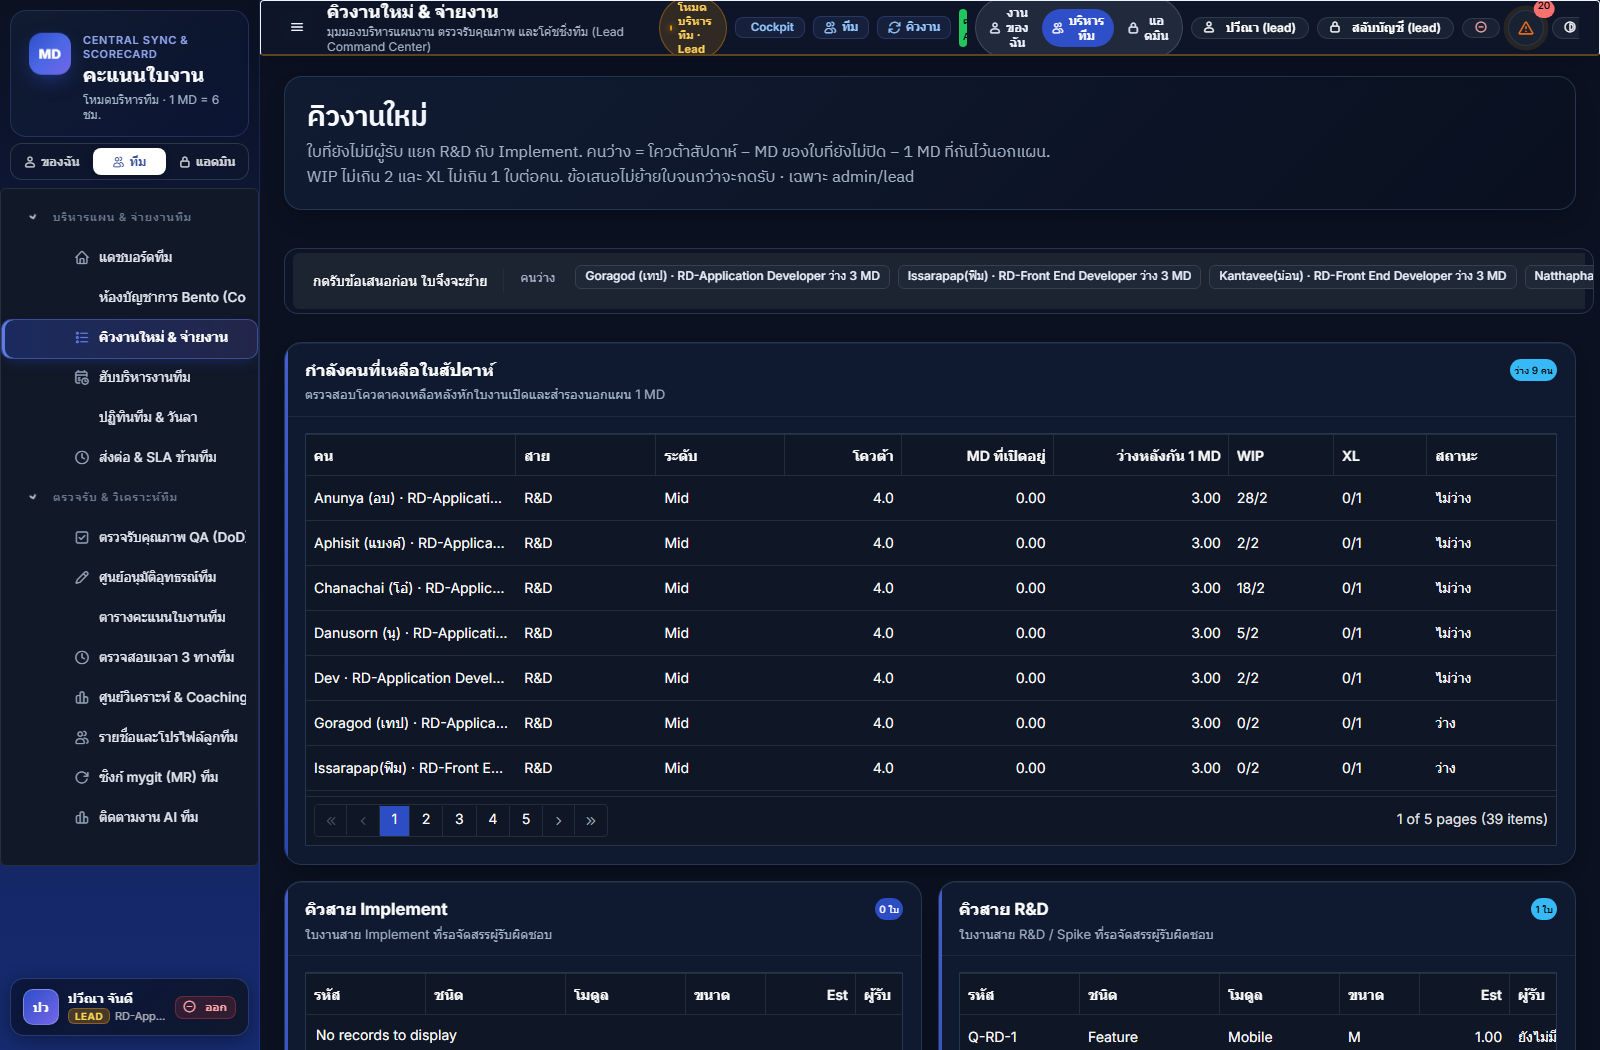 MD
CENTRAL SYNC &
SCORECARD
คะแนนใบงาน
โหมดบริหารทีม · 1 MD = 6
ชม.
ของฉัน
ทีม
แอดมิน
บริหารแผน & จ่ายงานทีม
แดชบอร์ดทีม
ห้องบัญชาการ Bento (Co
คิวงานใหม่ & จ่ายงาน
ฮับบริหารงานทีม
ปฏิทินทีม & วันลา
ส่งต่อ & SLA ข้ามทีม
ตรวจรับ & วิเคราะห์ทีม
ตรวจรับคุณภาพ QA (DoD)
ศูนย์อนุมัติอุทธรณ์ทีม
ตารางคะแนนใบงานทีม
ตรวจสอบเวลา 3 ทางทีม
ศูนย์วิเคราะห์ & Coaching
รายชื่อและโปรไฟล์ลูกทีม
ซิงก์ mygit (MR) ทีม
ติดตามงาน AI ทีม
ปว
ปวีณา จันดี
LEAD RD-App...
ออก
คิวงานใหม่ & จ่ายงาน
มุมมองบริหารแผนงาน ตรวจรับคุณภาพ และโค้ชชิ่งทีม (Lead
Command Center)
โหมด
บริหาร
ทีม ·
Lead
Cockpit
ทีม
คิวงาน
งาน
ของ
ฉัน
บริหาร
ทีม
แอ
ดมิน
ปวีณา (lead)
สลับบัญชี (lead)
20
คิวงานใหม่
ใบที่ยังไม่มีผู้รับ แยก R&D กับ Implement. คนว่าง = โควต้าสัปดาห์ − MD ของใบที่ยังไม่ปิด − 1 MD ที่กันไว้นอกแผน.
WIP ไม่เกิน 2 และ XL ไม่เกิน 1 ใบต่อคน. ข้อเสนอไม่ย้ายใบจนกว่าจะกดรับ · เฉพาะ admin/lead
กดรับข้อเสนอก่อน ใบจึงจะย้าย
คนว่าง
Goragod (เทป) · RD-Application Developer ว่าง 3 MD
Issarapap(ฟิม) · RD-Front End Developer ว่าง 3 MD
Kantavee(ม่อน) · RD-Front End Developer ว่าง 3 MD
Natthapha
กำลังคนที่เหลือในสัปดาห์
ว่าง 9 คน
ตรวจสอบโควตาคงเหลือหลังหักใบงานเปิดและสำรองนอกแผน 1 MD
คน สาย ระดับ โควต้า MD ที่เปิดอยู่ ว่างหลังกัน 1 MD WIP XL สถานะ
Anunya (อบ) · RD-Applicati... R&D Mid 4.0 0.00 3.00 28/2 0/1 ไม่ว่าง
Aphisit (แบงค์) · RD-Applica... R&D Mid 4.0 0.00 3.00 2/2 0/1 ไม่ว่าง
Chanachai (โอ๋) · RD-Applic... R&D Mid 4.0 0.00 3.00 18/2 0/1 ไม่ว่าง
Danusorn (นุ) · RD-Applicati... R&D Mid 4.0 0.00 3.00 5/2 0/1 ไม่ว่าง
Dev · RD-Application Devel... R&D Mid 4.0 0.00 3.00 2/2 0/1 ไม่ว่าง
Goragod (เทป) · RD-Applica... R&D Mid 4.0 0.00 3.00 0/2 0/1 ว่าง
Issarapap(ฟิม) · RD-Front E... R&D Mid 4.0 0.00 3.00 0/2 0/1 ว่าง
« ‹ 1 2 3 4 5 › »
1 of 5 pages (39 items)
คิวสาย Implement
0 ใบ
ใบงานสาย Implement ที่รอจัดสรรผู้รับผิดชอบ
รหัส ชนิด โมดูล ขนาด Est ผู้รับ
No records to display
คิวสาย R&D
1 ใบ
ใบงานสาย R&D / Spike ที่รอจัดสรรผู้รับผิดชอบ
รหัส ชนิด โมดูล ขนาด Est ผู้รับ
Q-RD-1 Feature Mobile M 1.00 ยังไม่มี